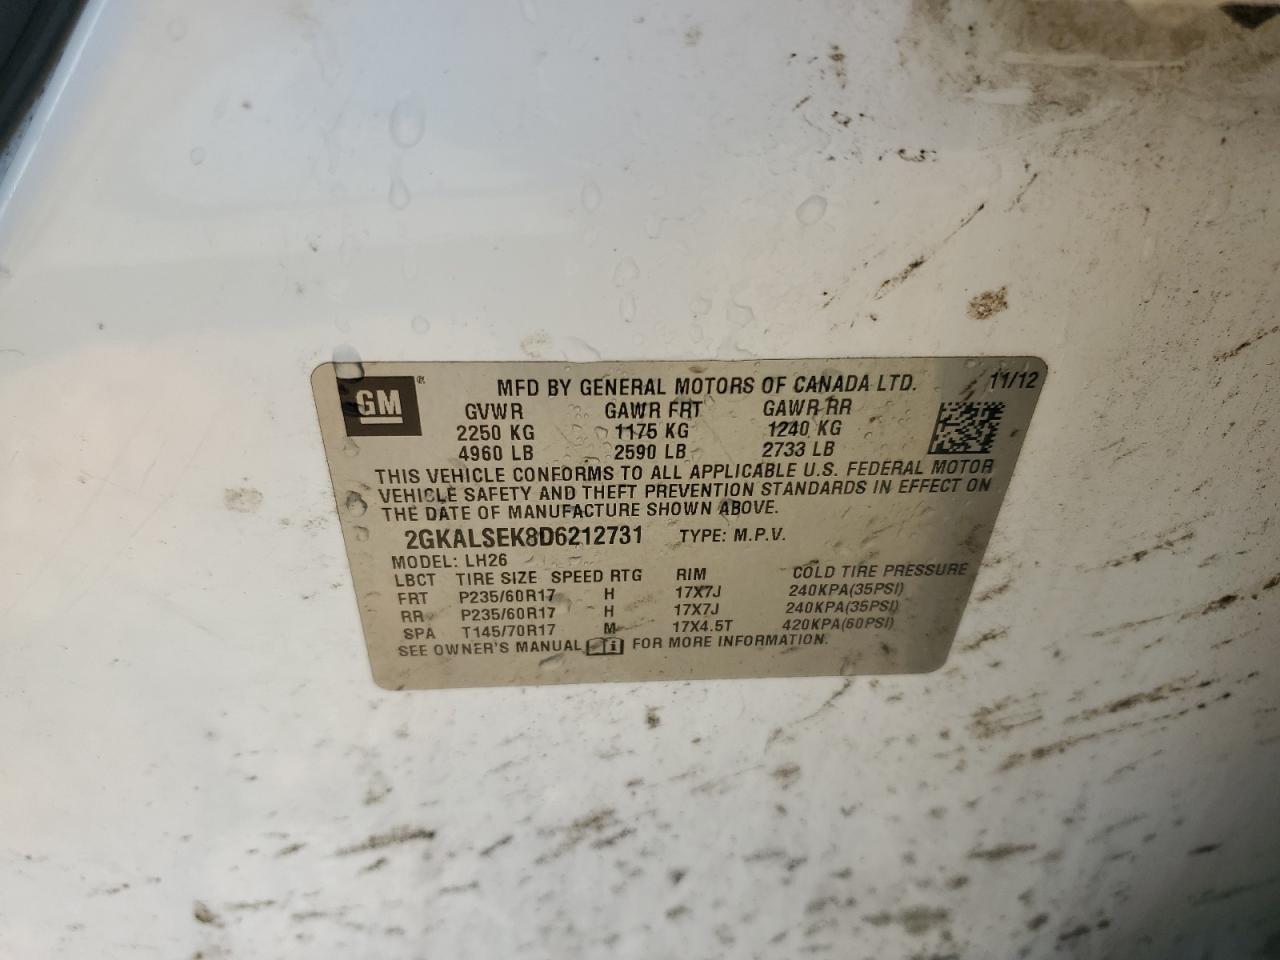 GM ®
MFD BY GENERAL MOTORS OF CANADA LTD. 11/12
GVWR GAWR FRT GAWR RR
2250 KG 1175 KG 1240 KG
4960 LB 2590 LB 2733 LB
THIS VEHICLE CONFORMS TO ALL APPLICABLE U.S. FEDERAL MOTOR
VEHICLE SAFETY AND THEFT PREVENTION STANDARDS IN EFFECT ON
THE DATE OF MANUFACTURE SHOWN ABOVE.
2GKALSEK8D6212731 TYPE: M.P.V.
MODEL: LH26
LBCT TIRE SIZE SPEED RTG RIM COLD TIRE PRESSURE
FRT P235/60R17 H 17X7J 240KPA(35PSI)
RR P235/60R17 H 17X7J 240KPA(35PSI)
SPA T145/70R17 M 17X4.5T 420KPA(60PSI)
SEE OWNER'S MANUAL i FOR MORE INFORMATION.